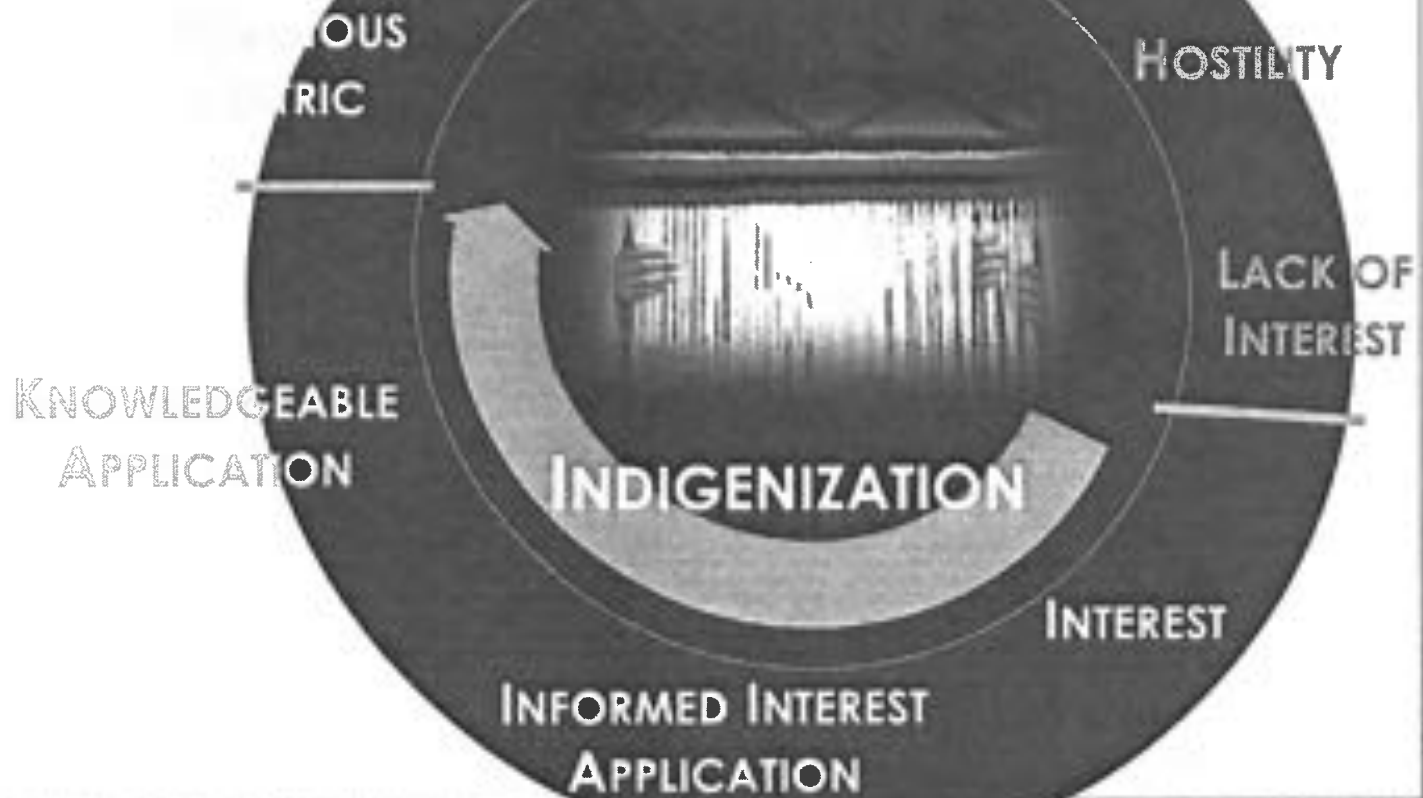 HOSTILITY
LACK OF
INTEREST
KNOWLEDGEABLE
APPLICATION
INDIGENIZATION
INTEREST
INFORMED INTEREST
APPLICATION